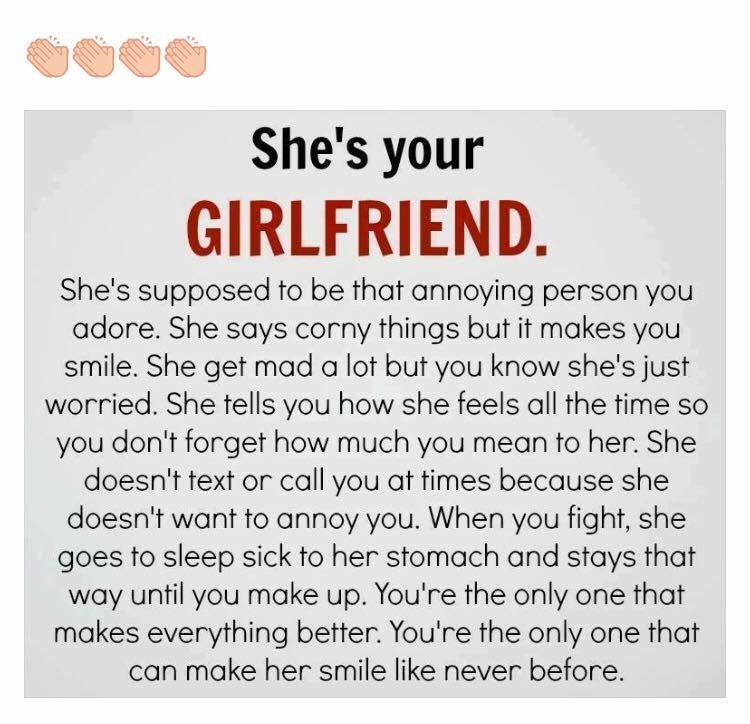 👏👏👏👏
She's your
GIRLFRIEND.
She's supposed to be that annoying person you
adore. She says corny things but it makes you
smile. She get mad a lot but you know she's just
worried. She tells you how she feels all the time so
you don't forget how much you mean to her. She
doesn't text or call you at times because she
doesn't want to annoy you. When you fight, she
goes to sleep sick to her stomach and stays that
way until you make up. You're the only one that
makes everything better. You're the only one that
can make her smile like never before.